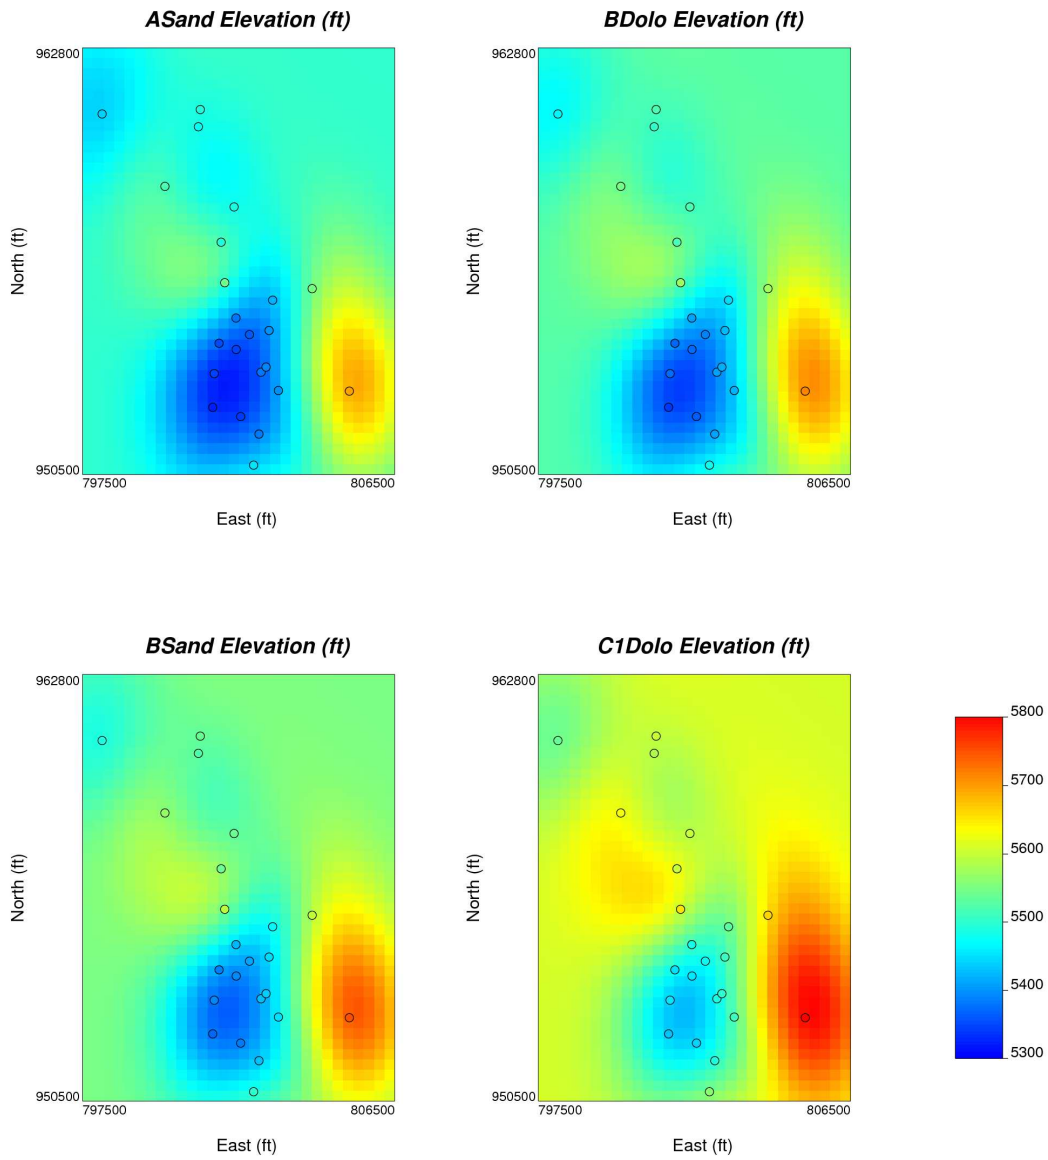 ASand Elevation (ft)
BDolo Elevation (ft)
962800
North (ft)
950500
797500
806500
East (ft)
962800
North (ft)
950500
797500
806500
East (ft)
BSand Elevation (ft)
C1Dolo Elevation (ft)
962800
North (ft)
950500
797500
806500
East (ft)
962800
North (ft)
950500
797500
806500
East (ft)
5800
5700
5600
5500
5400
5300